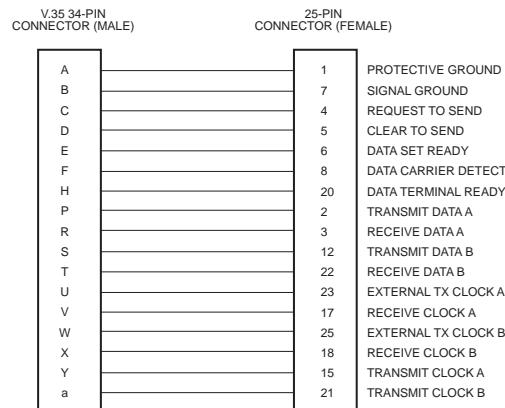 V.35 34-PIN
CONNECTOR (MALE)
25-PIN
CONNECTOR (FEMALE)
A 1 PROTECTIVE GROUND
B 7 SIGNAL GROUND
C 4 REQUEST TO SEND
D 5 CLEAR TO SEND
E 6 DATA SET READY
F 8 DATA CARRIER DETECT
H 20 DATA TERMINAL READY
P 2 TRANSMIT DATA A
R 3 RECEIVE DATA A
S 12 TRANSMIT DATA B
T 22 RECEIVE DATA B
U 23 EXTERNAL TX CLOCK A
V 17 RECEIVE CLOCK A
W 25 EXTERNAL TX CLOCK B
X 18 RECEIVE CLOCK B
Y 15 TRANSMIT CLOCK A
a 21 TRANSMIT CLOCK B